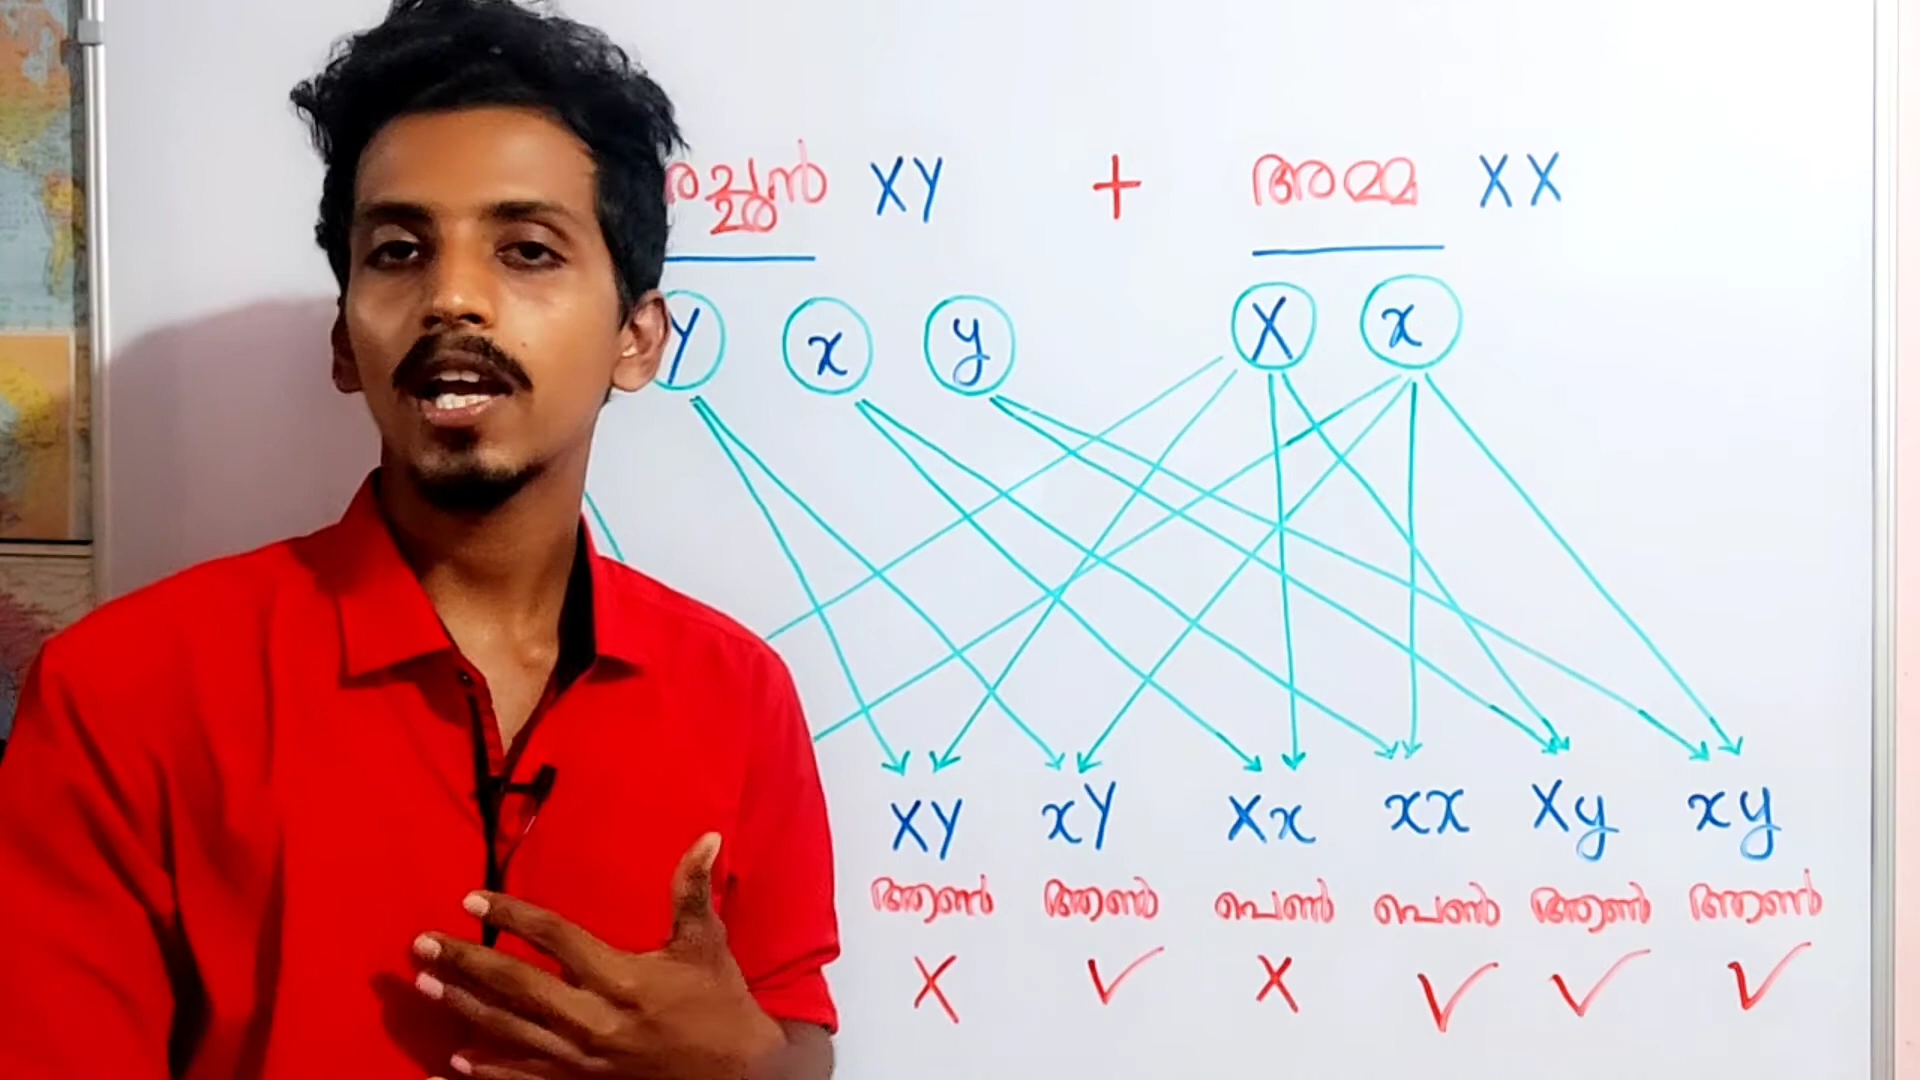 അച്ഛൻ XY + അമ്മ XX
Y x y X x
XY xY Xx xx Xy xy
ആൺ ആൺ പെൺ പെൺ ആൺ ആൺ